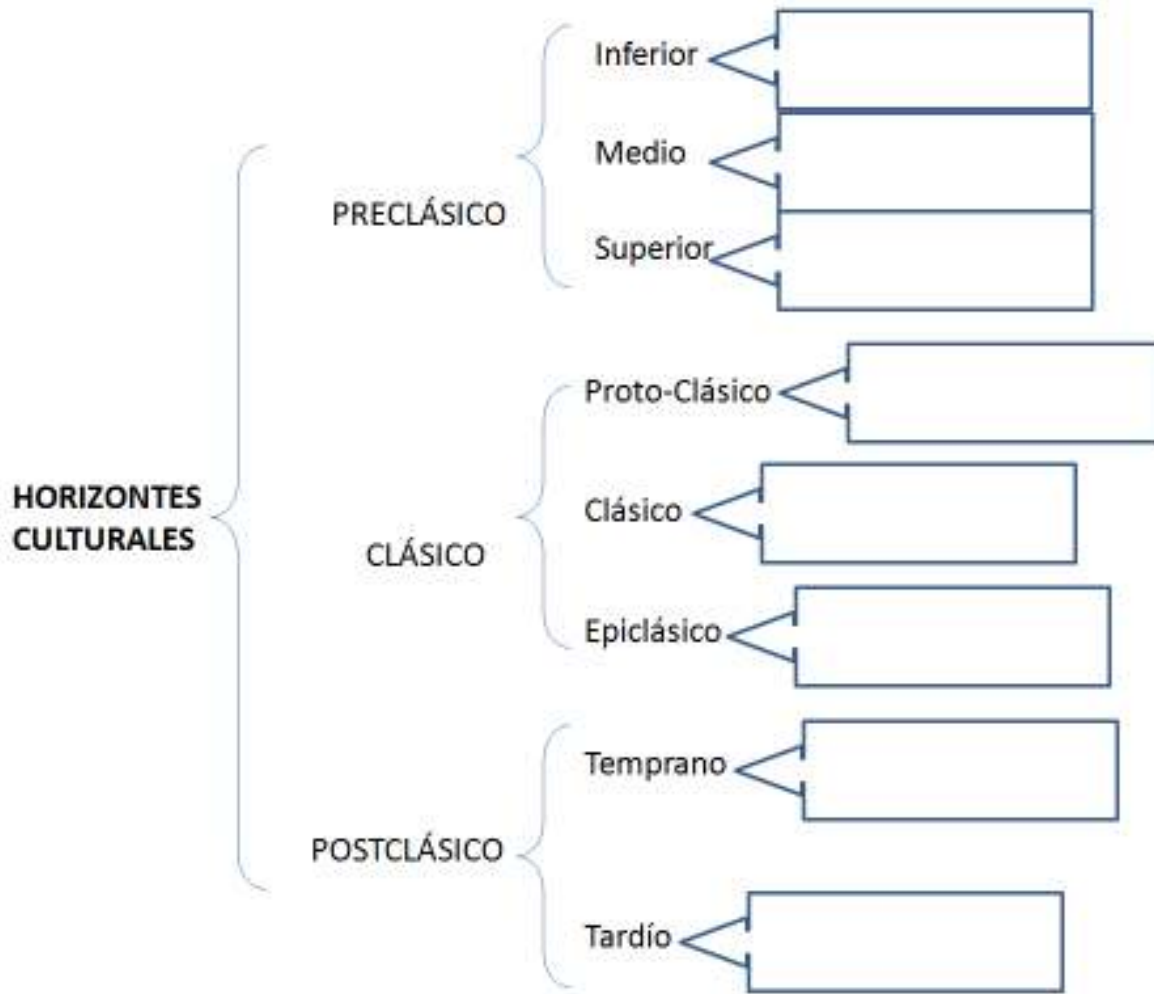 HORIZONTES
CULTURALES
PRECLÁSICO
Inferior
Medio
Superior
CLÁSICO
Proto-Clásico
Clásico
Epiclásico
POSTCLÁSICO
Temprano
Tardío